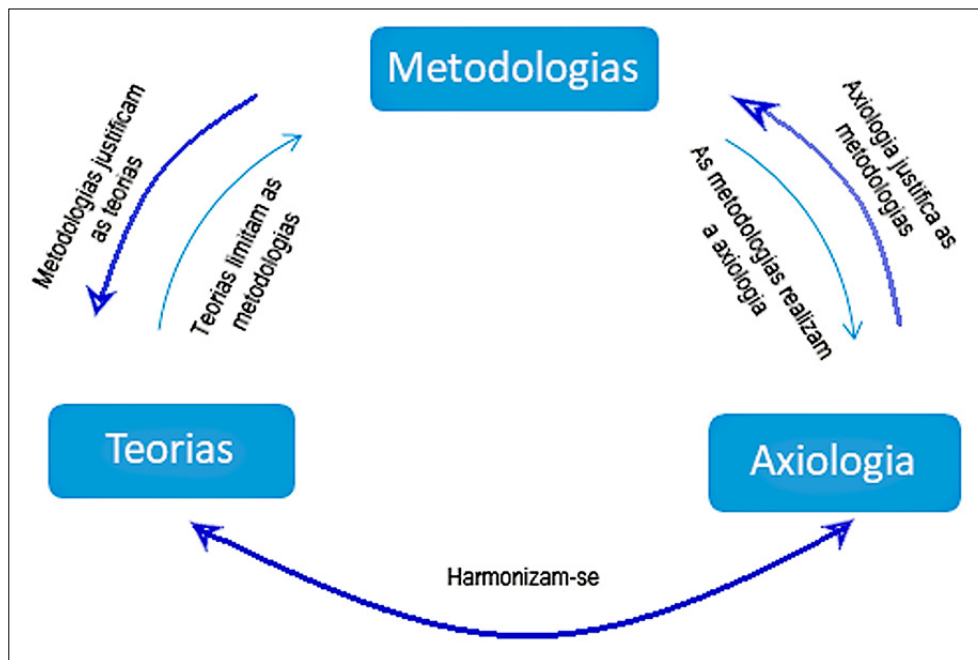 Metodologias
Metodologias justificam
as teorias
Teorias limitam as
metodologias
As metodologias realizam
a axiologia
Axiologia justifica as
metodologias
Teorias
Axiologia
Harmonizam-se